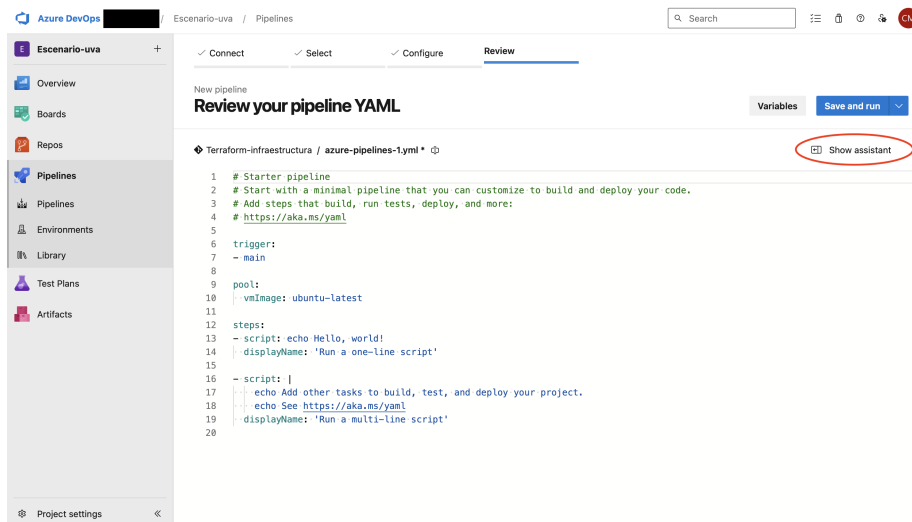 Azure DevOps / Escenario-uva / Pipelines
Search
CM
E Escenario-uva +
Overview
Boards
Repos
Pipelines
Pipelines
Environments
Library
Test Plans
Artifacts
Project settings
Connect
Select
Configure
Review
New pipeline
Review your pipeline YAML
Variables
Save and run
Terraform-infraestructura / azure-pipelines-1.yml *
Show assistant
1 # Starter pipeline
2 # Start with a minimal pipeline that you can customize to build and deploy your code.
3 # Add steps that build, run tests, deploy, and more:
4 # https://aka.ms/yaml
5
6 trigger:
7 - main
8
9 pool:
10 vmImage: ubuntu-latest
11
12 steps:
13 - script: echo Hello, world!
14 displayName: 'Run a one-line script'
15
16 - script: |
17 echo Add other tasks to build, test, and deploy your project.
18 echo See https://aka.ms/yaml
19 displayName: 'Run a multi-line script'
20